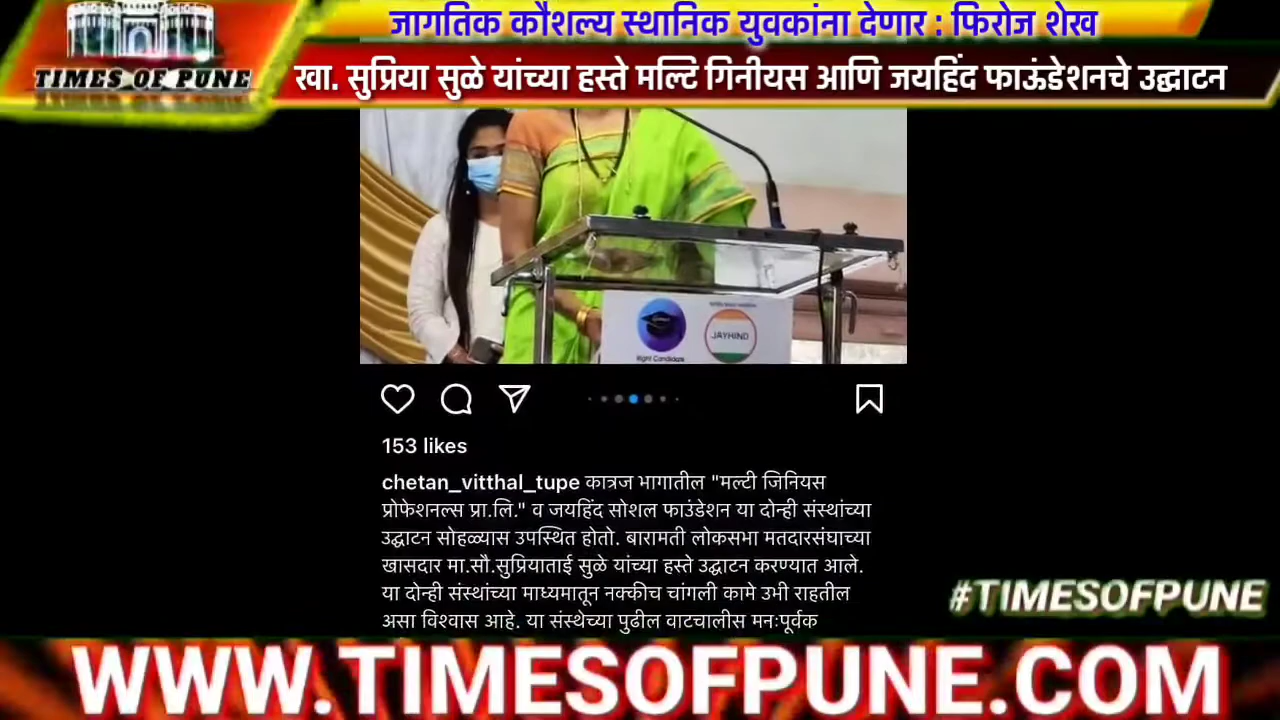 जागतिक कौशल्य स्थानिक युवकांना देणार : फिरोज शेख
TIMES OF PUNE
खा. सुप्रिया सुळे यांच्या हस्ते मल्टि गिनीयस आणि जयहिंद फाऊंडेशनचे उद्घाटन
Right Candidate
JAYHIND
153 likes
chetan_vitthal_tupe कात्रज भागातील "मल्टी जिनियस
प्रोफेशनल्स प्रा.लि." व जयहिंद सोशल फाउंडेशन या दोन्ही संस्थांच्या
उद्घाटन सोहळ्यास उपस्थित होतो. बारामती लोकसभा मतदारसंघाच्या
खासदार मा.सौ.सुप्रियाताई सुळे यांच्या हस्ते उद्घाटन करण्यात आले.
या दोन्ही संस्थांच्या माध्यमातून नक्कीच चांगली कामे उभी राहतील
असा विश्वास आहे. या संस्थेच्या पुढील वाटचालीस मनःपूर्वक
#TIMESOFPUNE
WWW.TIMESOFPUNE.COM